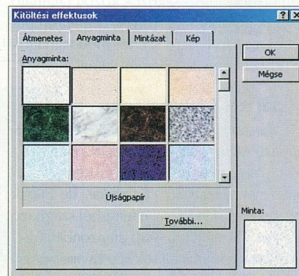 Kitöltési effektusok
Átmenetes
Anyagminta
Mintázat
Kép
OK
Mégse
Anyagminta:
Újságpapír
További...
Minta: